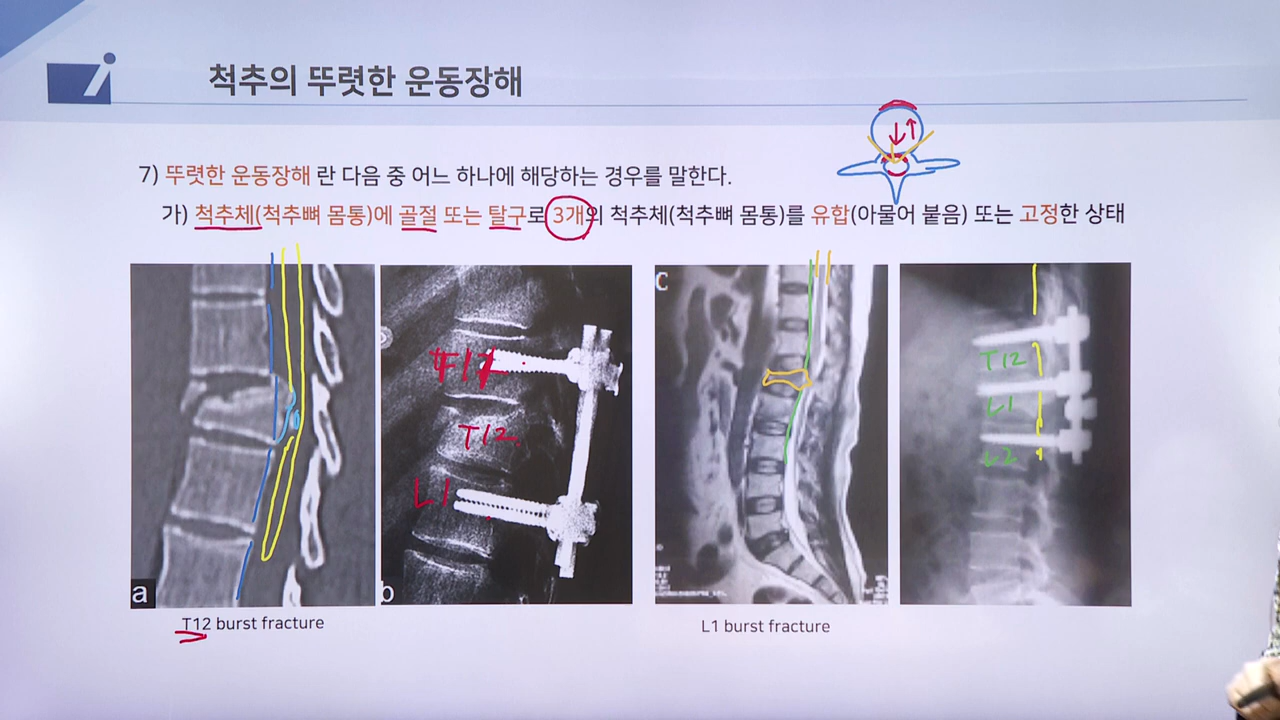 척추의 뚜렷한 운동장해
7) 뚜렷한 운동장해 란 다음 중 어느 하나에 해당하는 경우를 말한다.
가) 척추체(척추뼈 몸통)에 골절 또는 탈구로 3개의 척추체(척추뼈 몸통)를 유합(아물어 붙음) 또는 고정한 상태
a
b
C
T12
L1
T12
L1
L2
T12 burst fracture
L1 burst fracture